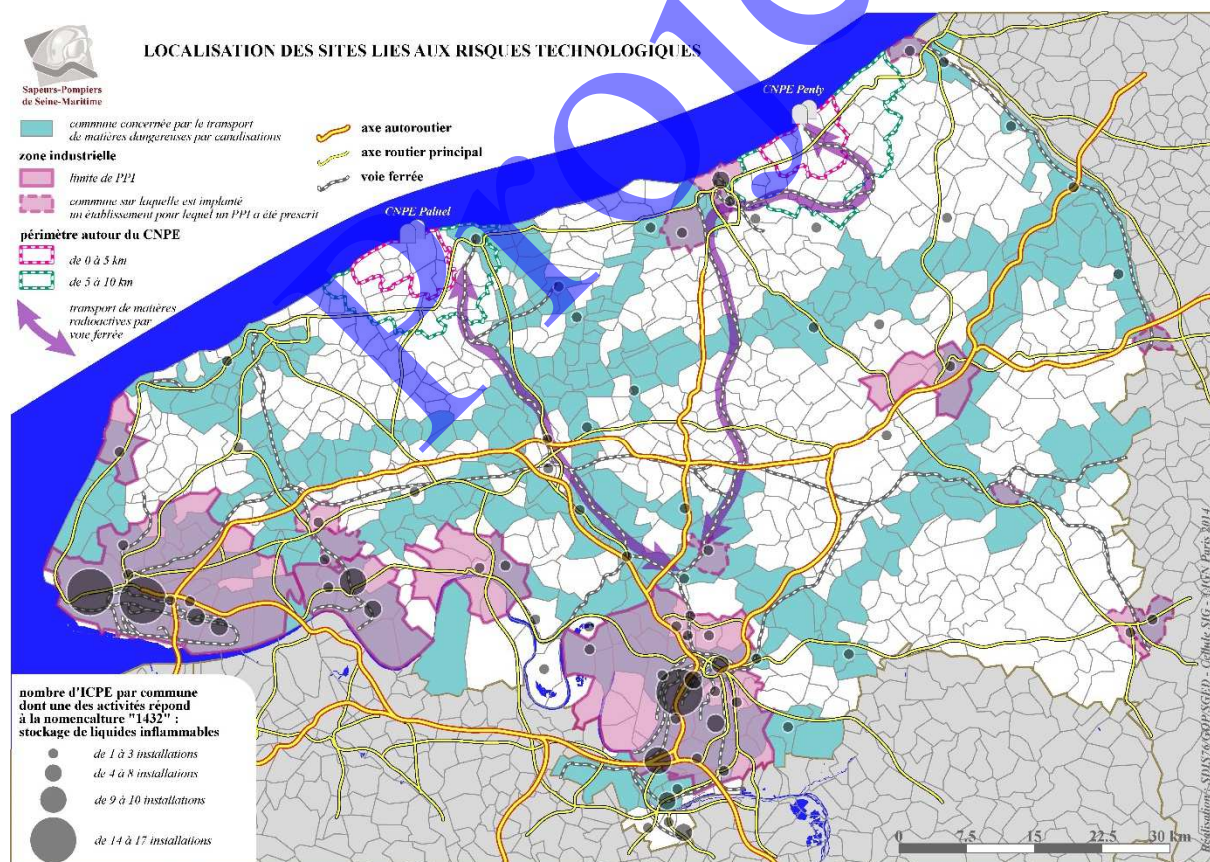 LOCALISATION DES SITES LIES AUX RISQUES TECHNOLOGIQUES
Sapeurs-Pompiers
de Seine-Maritime
commune concernée par le transport
de matières dangereuses par canalisations
zone industrielle
limite de PPI
commune sur laquelle est implanté
un établissement pour lequel un PPI a été prescrit
périmètre autour du CNPE
de 0 à 5 km
de 5 à 10 km
transport de matières
radioactives par
voie ferrée
axe autoroutier
axe routier principal
voie ferrée
CNPE Penly
CNPE Paluel
nombre d'ICPE par commune
dont une des activités répond
à la nomenclature "1432" :
stockage de liquides inflammables
de 1 à 3 installations
de 4 à 8 installations
de 9 à 10 installations
de 14 à 17 installations
0 7.5 15 22.5 30 km